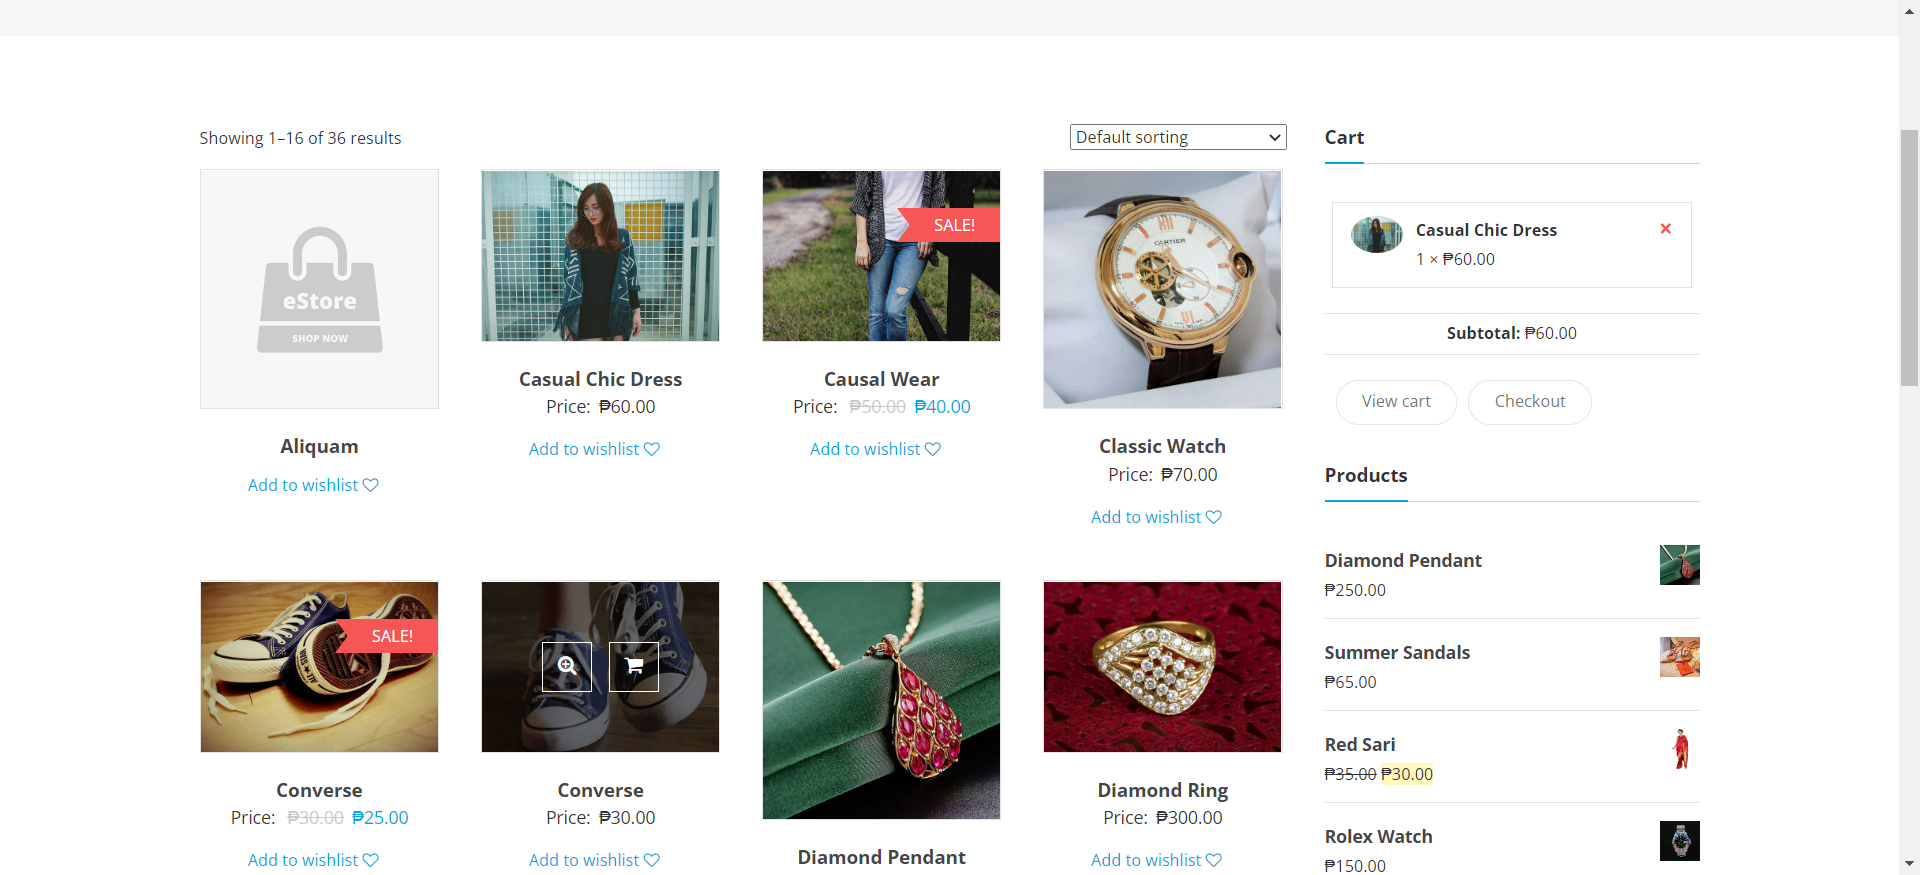 Showing 1–16 of 36 results
Default sorting
eStore
SHOP NOW
Aliquam
Add to wishlist
Casual Chic Dress
Price: ₱60.00
Add to wishlist
SALE!
Causal Wear
Price: ₱50.00 ₱40.00
Add to wishlist
CARTIER
Classic Watch
Price: ₱70.00
Add to wishlist
SALE!
Converse
Price: ₱30.00 ₱25.00
Add to wishlist
Converse
Price: ₱30.00
Add to wishlist
Diamond Pendant
Diamond Ring
Price: ₱300.00
Add to wishlist
Cart
Casual Chic Dress
×
1 × ₱60.00
Subtotal: ₱60.00
View cart
Checkout
Products
Diamond Pendant
₱250.00
Summer Sandals
₱65.00
Red Sari
₱35.00 ₱30.00
Rolex Watch
₱150.00